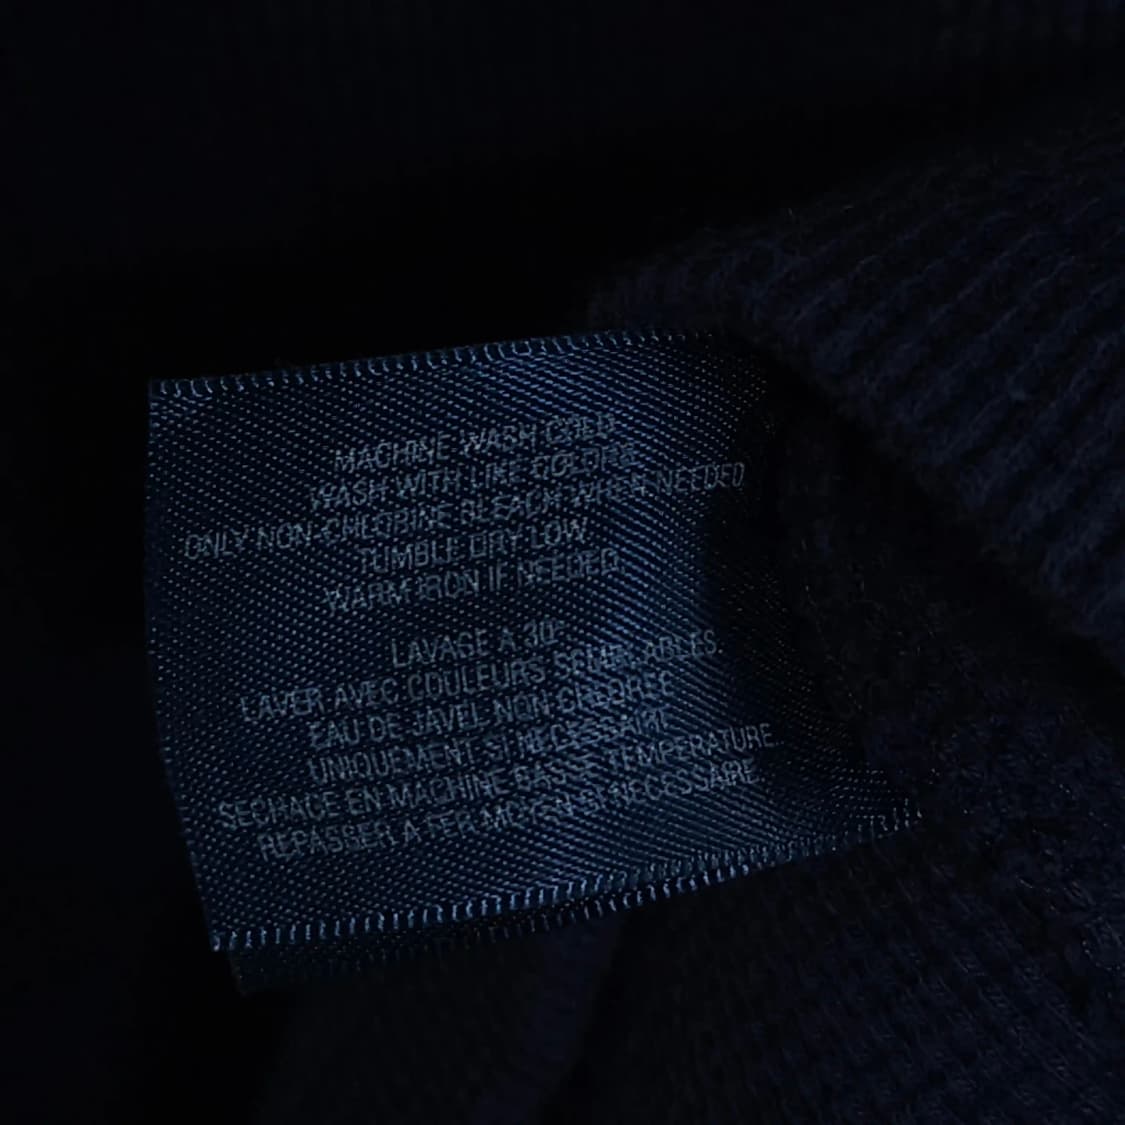 MACHINE WASH COLD
WASH WITH LIKE COLORS
ONLY NON-CHLORINE BLEACH WHEN NEEDED
TUMBLE DRY LOW
WARM IRON IF NEEDED
LAVAGE A 30°
LAVER AVEC COULEURS SEMBLABLES.
EAU DE JAVEL NON CHLOREE
UNIQUEMENT SI NECESSAIRE
SECHAGE EN MACHINE BASSE TEMPERATURE.
REPASSER A FER MOYEN SI NECESSAIRE.